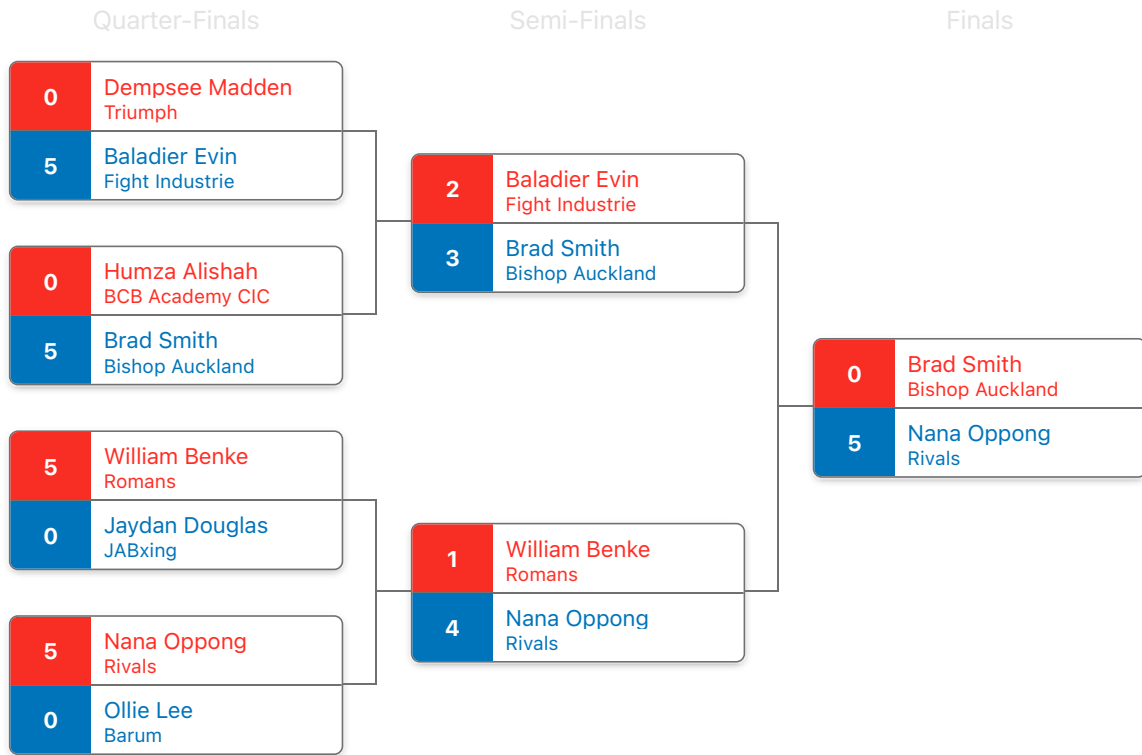 Quarter-Finals
Semi-Finals
Finals
0
Dempsee Madden
Triumph
5
Baladier Evin
Fight Industrie
0
Humza Alishah
BCB Academy CIC
5
Brad Smith
Bishop Auckland
5
William Benke
Romans
0
Jaydan Douglas
JABxing
5
Nana Oppong
Rivals
0
Ollie Lee
Barum
2
Baladier Evin
Fight Industrie
3
Brad Smith
Bishop Auckland
1
William Benke
Romans
4
Nana Oppong
Rivals
0
Brad Smith
Bishop Auckland
5
Nana Oppong
Rivals